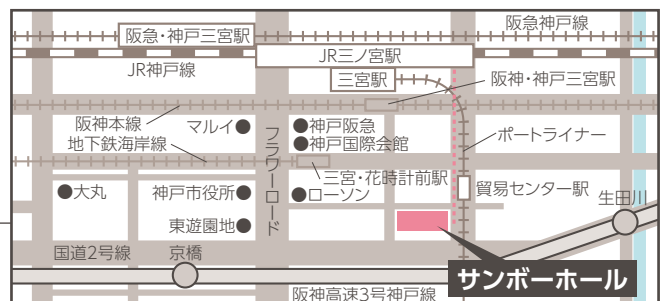 阪急神戸線
阪急・神戸三宮駅
JR三ノ宮駅
JR神戸線
三宮駅
阪神・神戸三宮駅
阪神本線
マルイ●
●神戸阪急
ポートライナー
地下鉄海岸線
フラワーロード
●神戸国際会館
三宮・花時計前駅
●大丸
神戸市役所●
●ローソン
貿易センター駅
生田川
東遊園地●
国道2号線
京橋
サンボーホール
阪神高速3号神戸線